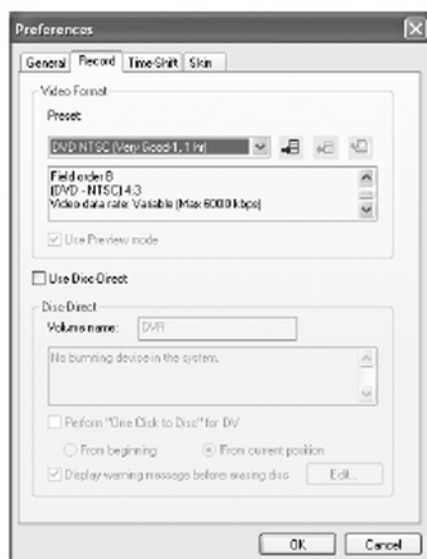 Preferences
General Record Time-Shift Skin
Video Format
Preset:
DVD NTSC (Very Good-1, 1 hr)
Field order B
(DVD - NTSC) 4:3
Video data rate: Variable (Max 6000 kbps)
Use Preview mode
Use Disc-Direct
Disc-Direct
Volume name: DVR
No burning device in the system.
Perform "One Click to Disc" for DV
From beginning From current position
Display warning message before erasing disc Edit...
OK Cancel